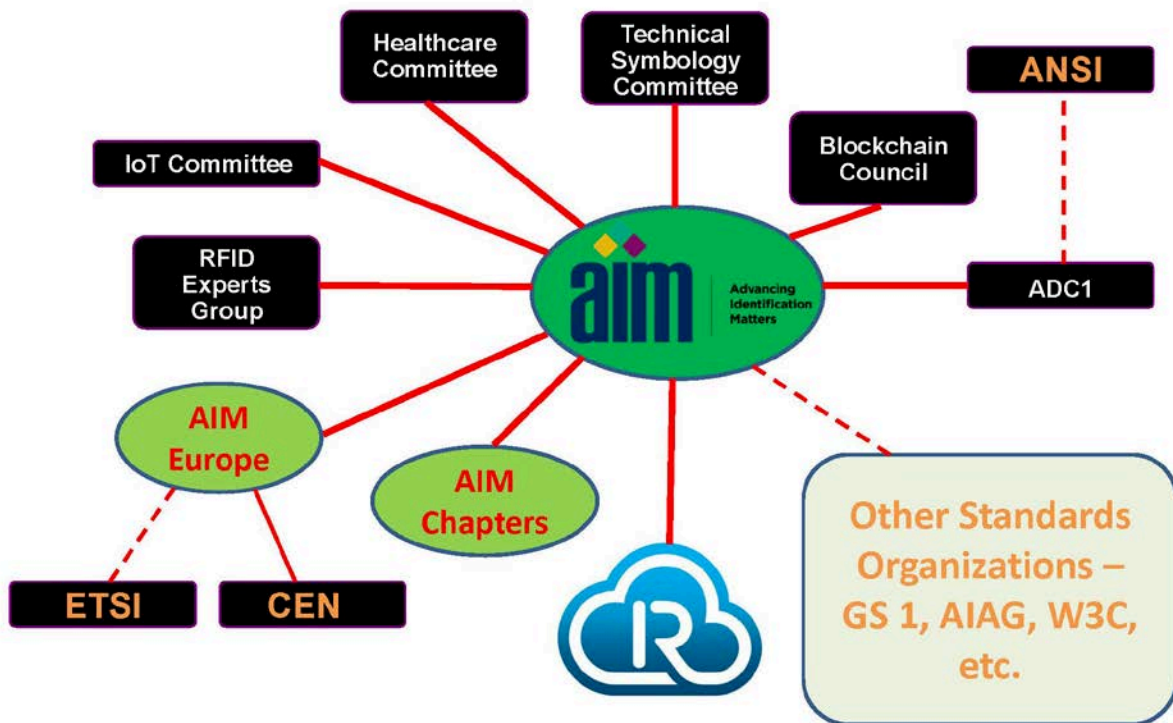 Healthcare
Committee
Technical
Symbology
Committee
ANSI
IoT Committee
Blockchain
Council
RFID
Experts
Group
aim
Advancing
Identification
Matters
ADC1
AIM
Europe
AIM
Chapters
ETSI
CEN
R
Other Standards
Organizations –
GS 1, AIAG, W3C,
etc.